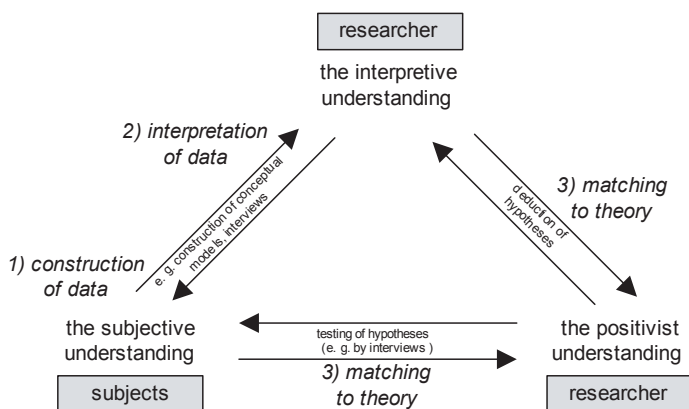 researcher
the interpretive
understanding
2) interpretation
of data
e. g. construction of conceptual
models, interviews
deduction of
hypotheses
3) matching
to theory
1) construction
of data
the subjective
understanding
subjects
testing of hypotheses
(e. g. by interviews )
3) matching
to theory
the positivist
understanding
researcher